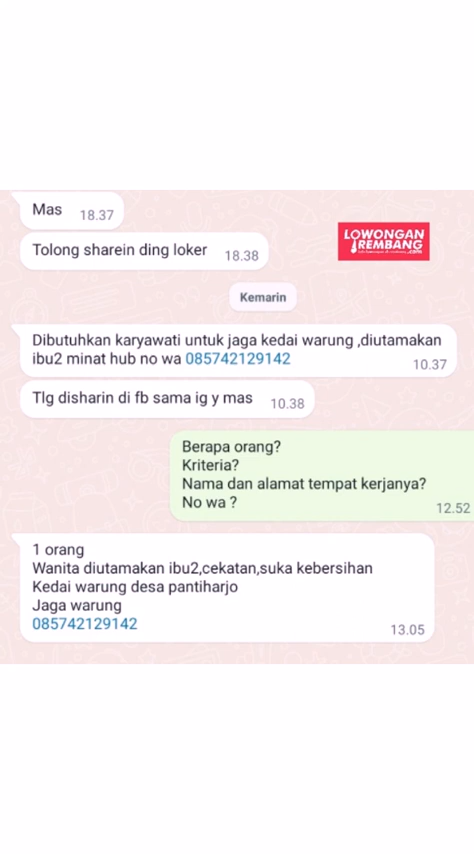 Mas 18.37
LOWONGAN
REMBANG
.com
Tolong sharein ding loker 18.38
Kemarin
Dibutuhkan karyawati untuk jaga kedai warung ,diutamakan
ibu2 minat hub no wa 085742129142
10.37
Tlg disharin di fb sama ig y mas 10.38
Berapa orang?
Kriteria?
Nama dan alamat tempat kerjanya?
No wa ?
12.52
1 orang
Wanita diutamakan ibu2,cekatan,suka kebersihan
Kedai warung desa pantiharjo
Jaga warung
085742129142
13.05